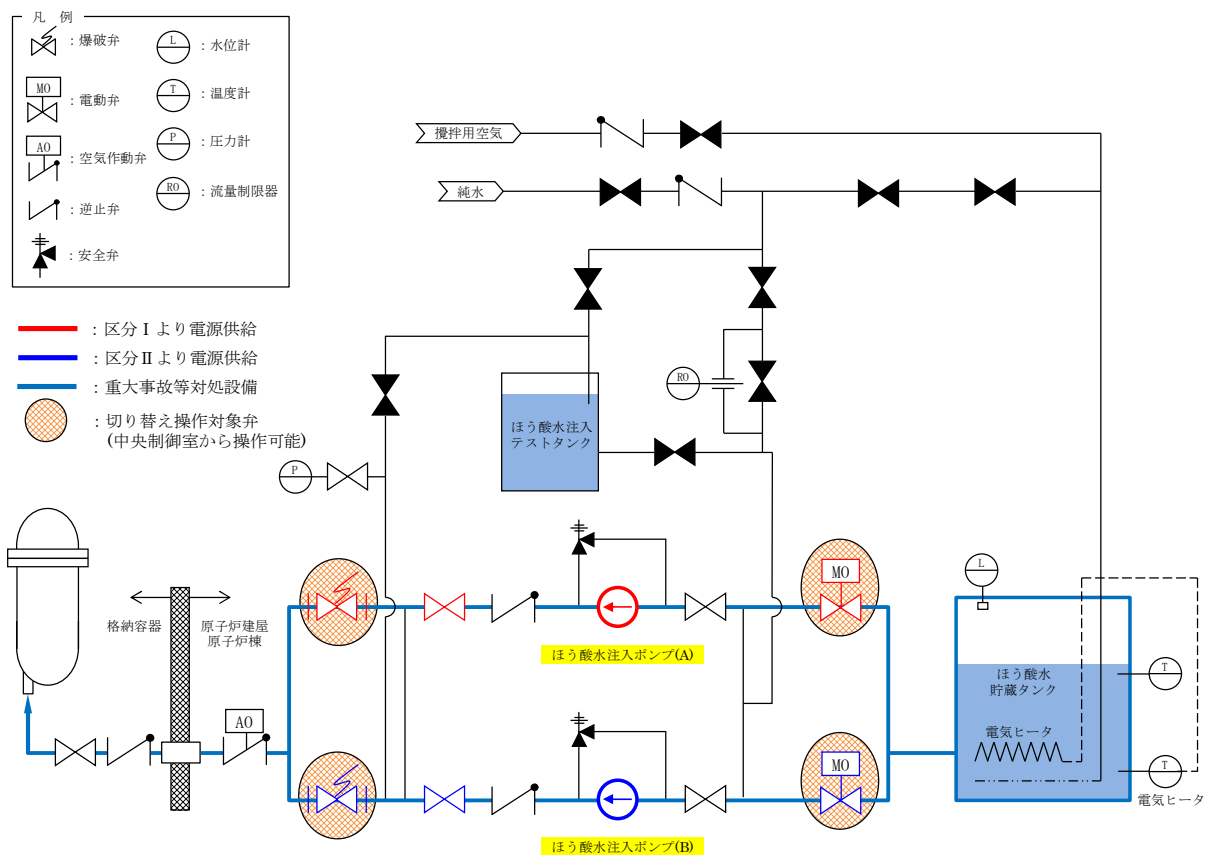 凡 例
：爆破弁
L
：水位計
MO
：電動弁
T
：温度計
AO
：空気作動弁
P
：圧力計
：逆止弁
RO
：流量制限器
：安全弁
：区分Ⅰより電源供給
：区分Ⅱより電源供給
：重大事故等対処設備
：切り替え操作対象弁
(中央制御室から操作可能)
攪拌用空気
純水
RO
ほう酸水注入
テストタンク
P
MO
L
格納容器
原子炉建屋
原子炉棟
ほう酸水注入ポンプ(A)
ほう酸水
貯蔵タンク
T
AO
電気ヒータ
MO
T
電気ヒータ
ほう酸水注入ポンプ(B)